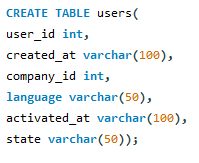 CREATE TABLE users(
user_id int,
created_at varchar(100),
company_id int,
language varchar(50),
activated_at varchar(100),
state varchar(50));